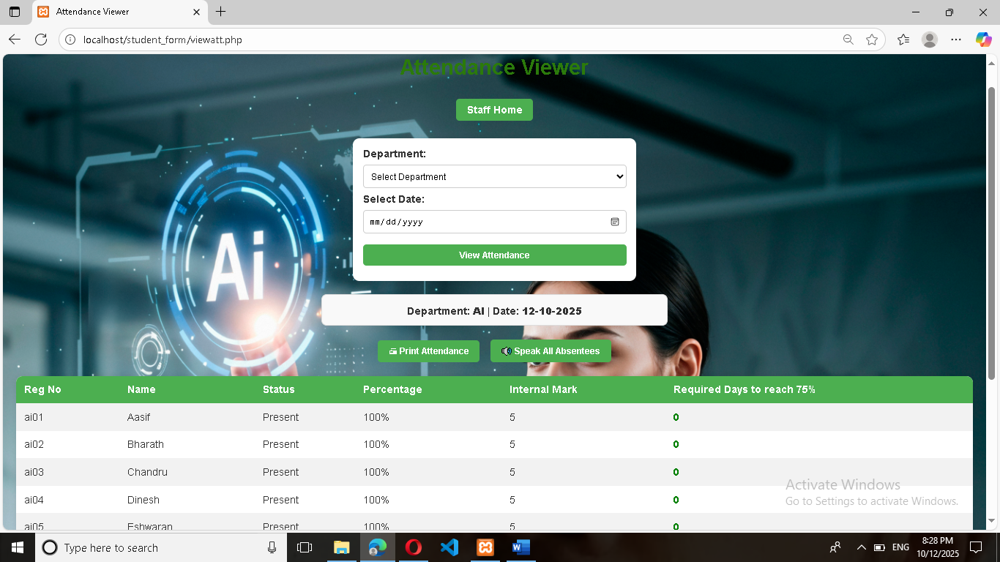 Attendance Viewer
localhost/student_form/viewatt.php
Attendance Viewer
Staff Home
Department:
Select Department
Select Date:
mm/dd/yyyy
View Attendance
Ai
Department: AI | Date: 12-10-2025
Print Attendance
Speak All Absentees
Reg No Name Status Percentage Internal Mark Required Days to reach 75%
ai01 Aasif Present 100% 5 0
ai02 Bharath Present 100% 5 0
ai03 Chandru Present 100% 5 0
ai04 Dinesh Present 100% 5 0
ai05 Eshwaran Present 100% 5 0
Activate Windows
Go to Settings to activate Windows.
Type here to search
ENG
8:28 PM
10/12/2025